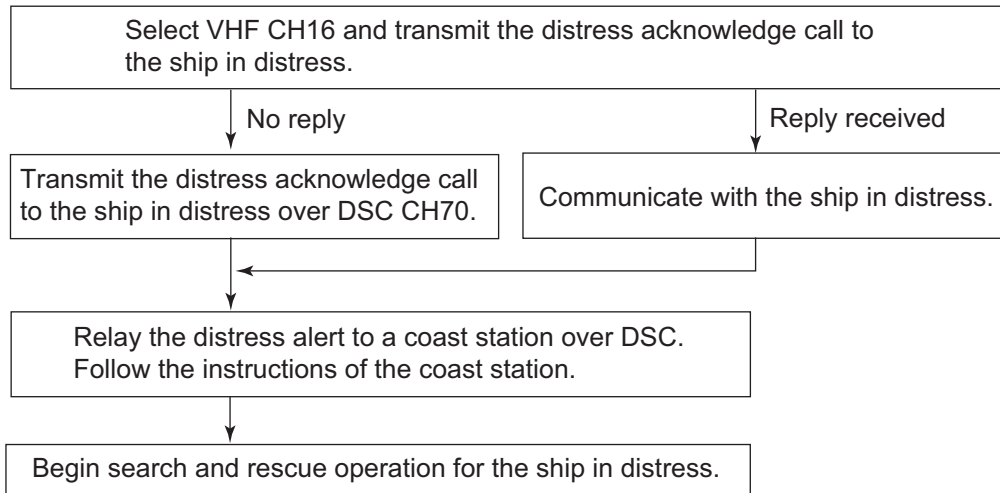 Select VHF CH16 and transmit the distress acknowledge call to
the ship in distress.
No reply
Reply received
Transmit the distress acknowledge call
to the ship in distress over DSC CH70.
Communicate with the ship in distress.
Relay the distress alert to a coast station over DSC.
Follow the instructions of the coast station.
Begin search and rescue operation for the ship in distress.